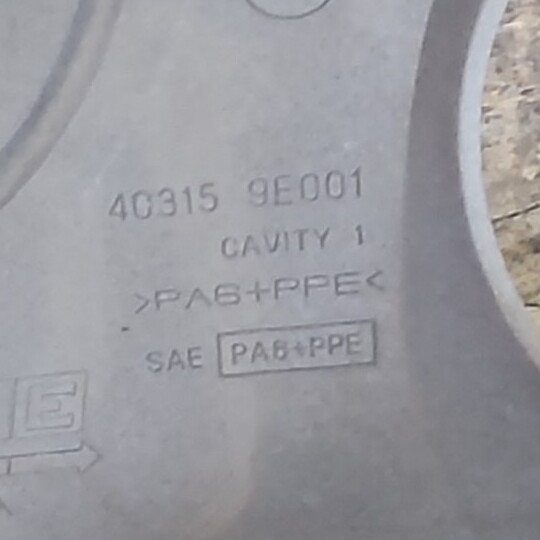 40315 9E001
CAVITY 1
>PA6+PPE<
SAE PA6+PPE
E